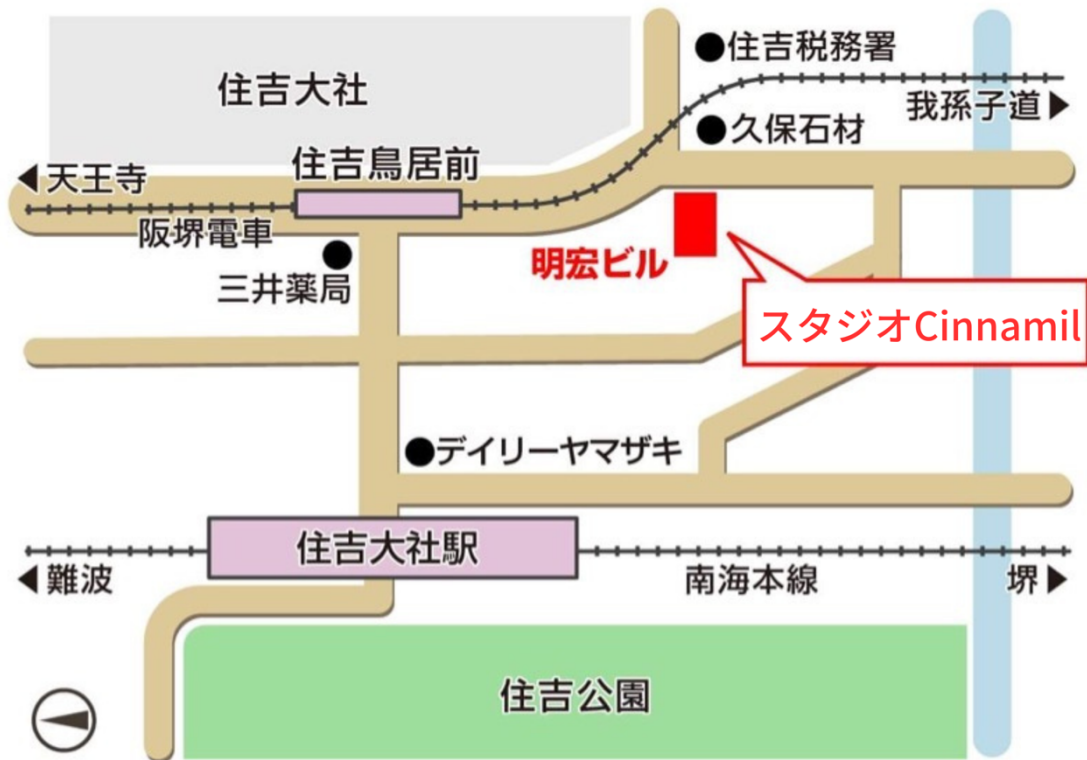 住吉税務署
住吉大社
我孫子道▶
久保石材
住吉鳥居前
◀天王寺
阪堺電車
明宏ビル
三井薬局
スタジオCinnamil
デイリーヤマザキ
住吉大社駅
◀難波
南海本線
堺▶
住吉公園